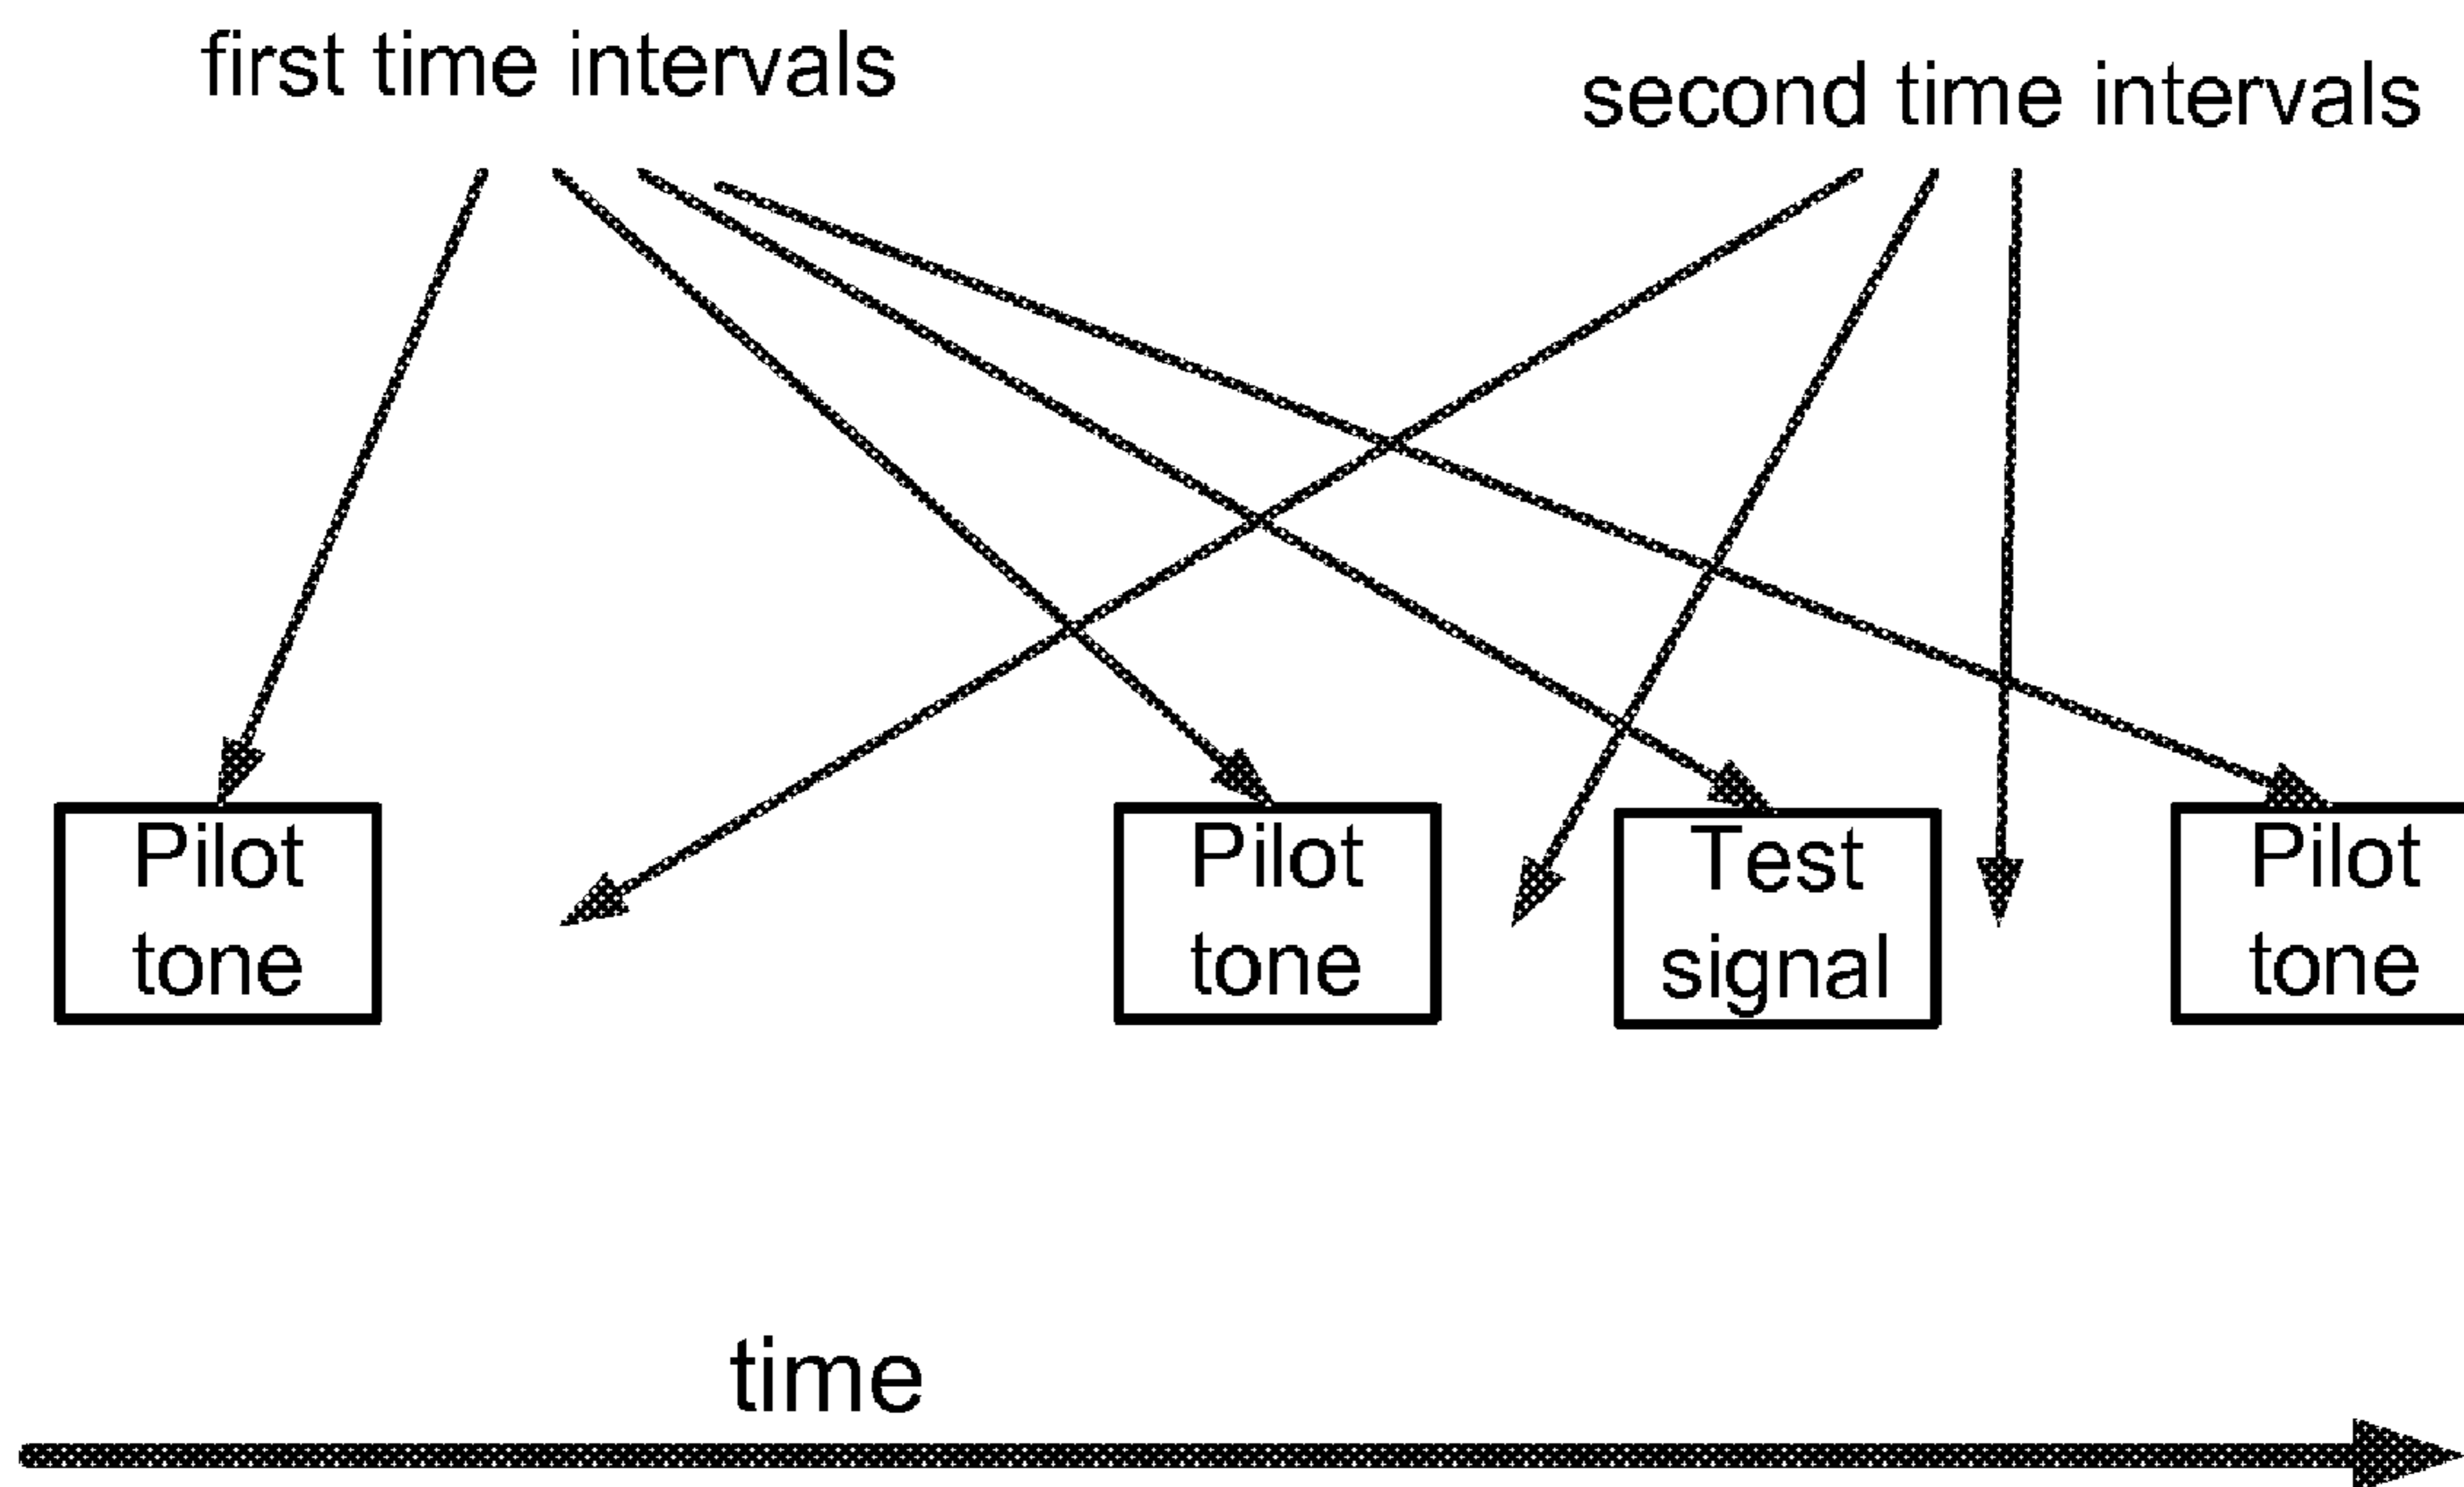 first time intervals
second time intervals
Pilot
tone
Pilot
tone
Test
signal
Pilot
tone
time